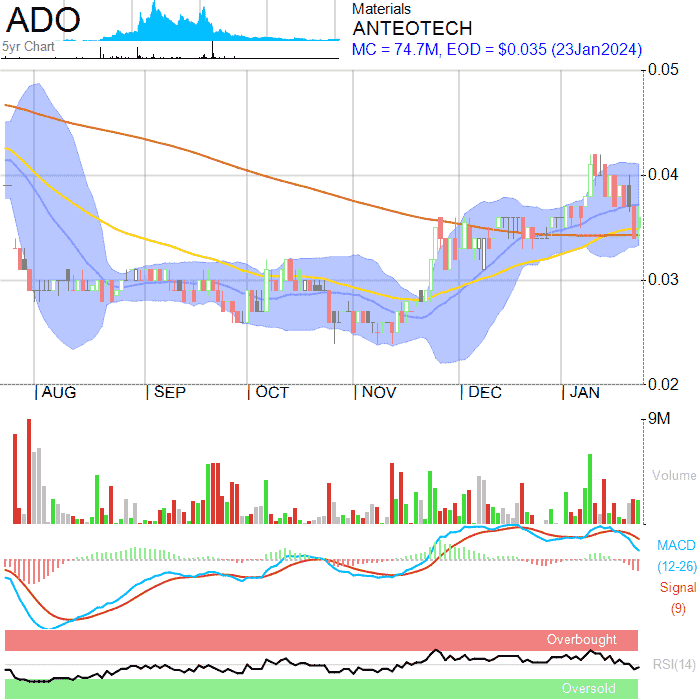 ADO
5yr Chart
Materials
ANTEOTECH
MC = 74.7M, EOD = $0.035 (23Jan2024)
0.05
0.04
0.03
0.02
AUG SEP OCT NOV DEC JAN
9M
Volume
MACD
(12-26)
Signal
(9)
Overbought
RSI(14)
Oversold